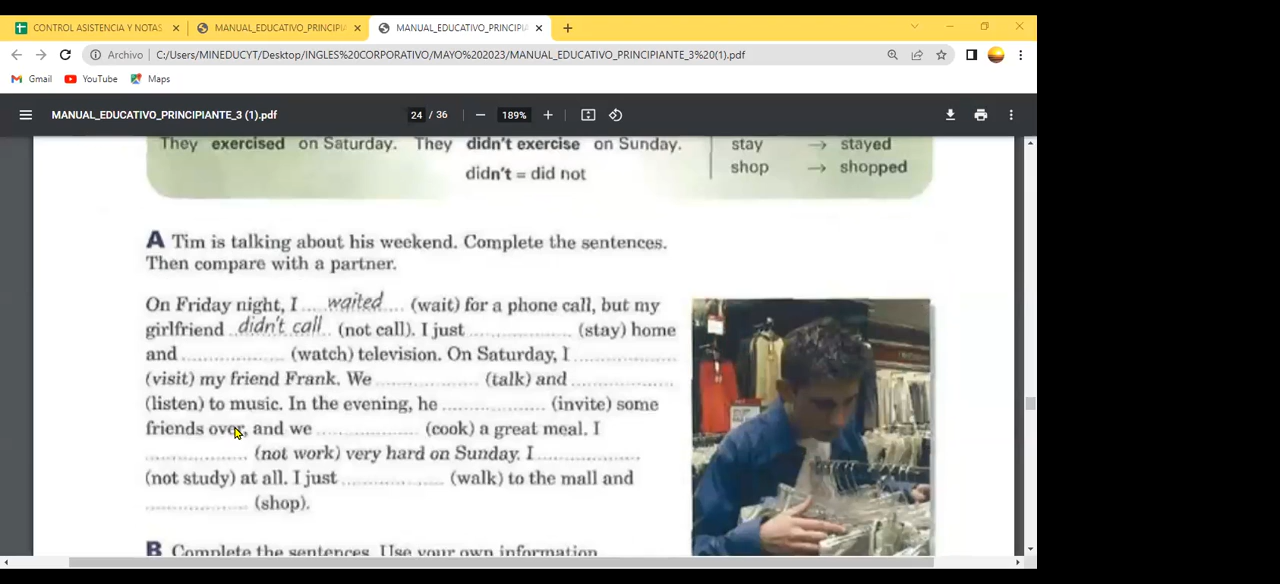 CONTROL ASISTENCIA Y NOTAS
MANUAL_EDUCATIVO_PRINCIPI
MANUAL_EDUCATIVO_PRINCIPI
Archivo
C:/Users/MINEDUCYT/Desktop/INGLES%20CORPORATIVO/MAYO%202023/MANUAL_EDUCATIVO_PRINCIPIANTE_3%20(1).pdf
Gmail YouTube Maps
MANUAL_EDUCATIVO_PRINCIPIANTE_3 (1).pdf
24 / 36
189%
They exercised on Saturday. They didn't exercise on Sunday.
stay → stayed
didn't = did not
shop → shopped
A Tim is talking about his weekend. Complete the sentences.
Then compare with a partner.
On Friday night, I ...waited... (wait) for a phone call, but my
girlfriend ..didn't call.. (not call). I just .................... (stay) home
and .................... (watch) television. On Saturday, I ....................
(visit) my friend Frank. We .................... (talk) and ....................
(listen) to music. In the evening, he .................... (invite) some
friends over, and we .................... (cook) a great meal. I
.................... (not work) very hard on Sunday. I ....................
(not study) at all. I just .................... (walk) to the mall and
.................... (shop).
B Complete the sentences. Use your own information